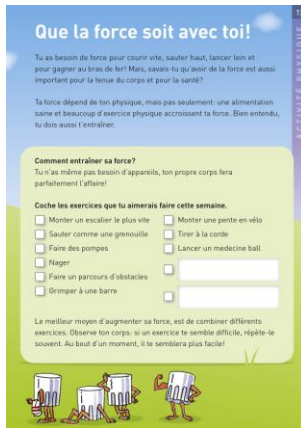 Que la force soit avec toi!
Tu as besoin de force pour courir vite, sauter haut, lancer loin et
pour gagner au bras de fer! Mais, savais-tu qu'avoir de la force est aussi
important pour la tenue du corps et pour la santé?
Ta force dépend de ton physique, mais pas seulement: une alimentation
saine et beaucoup d'exercice physique accroissent ta force. Bien entendu,
tu dois aussi t'entraîner.
Comment entraîner sa force?
Tu n'as même pas besoin d'appareils, ton propre corps fera
parfaitement l'affaire!
Coche les exercices que tu aimerais faire cette semaine.
Monter un escalier le plus vite
Sauter comme une grenouille
Faire des pompes
Nager
Faire un parcours d'obstacles
Grimper à une barre
Monter une pente en vélo
Tirer à la corde
Lancer un medecine ball
Le meilleur moyen d'augmenter sa force, est de combiner différents
exercices. Observe ton corps: si un exercice te semble difficile, répète-le
souvent. Au bout d'un moment, il te semblera plus facile!
ACTIVITÉ PHYSIQUE